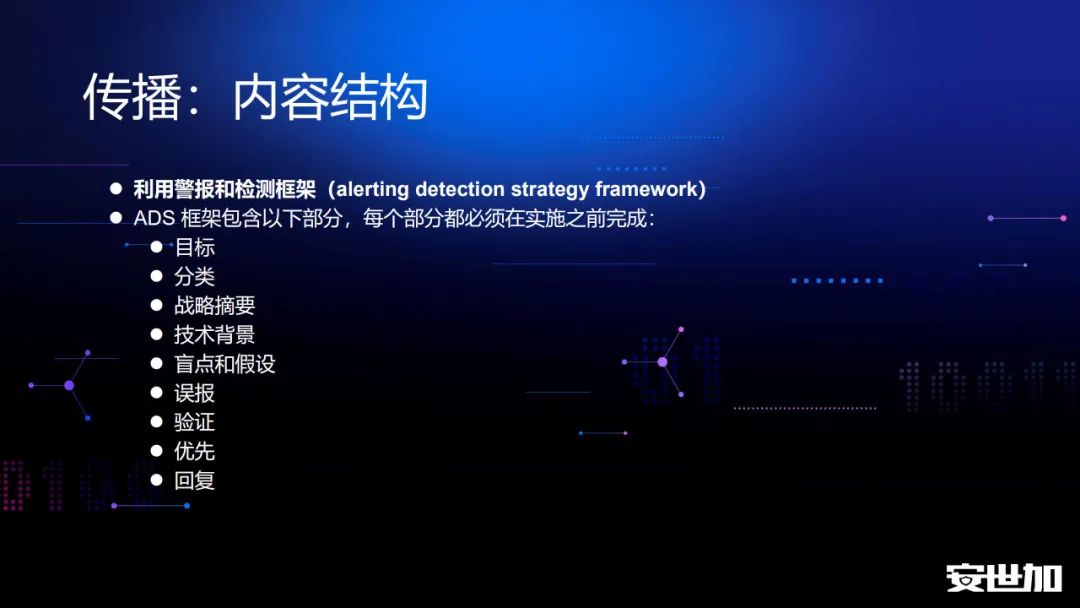 传播：内容结构
● 利用警报和检测框架（alerting detection strategy framework）
● ADS 框架包含以下部分，每个部分都必须在实施之前完成：
● 目标
● 分类
● 战略摘要
● 技术背景
● 盲点和假设
● 误报
● 验证
● 优先
● 回复
安世加